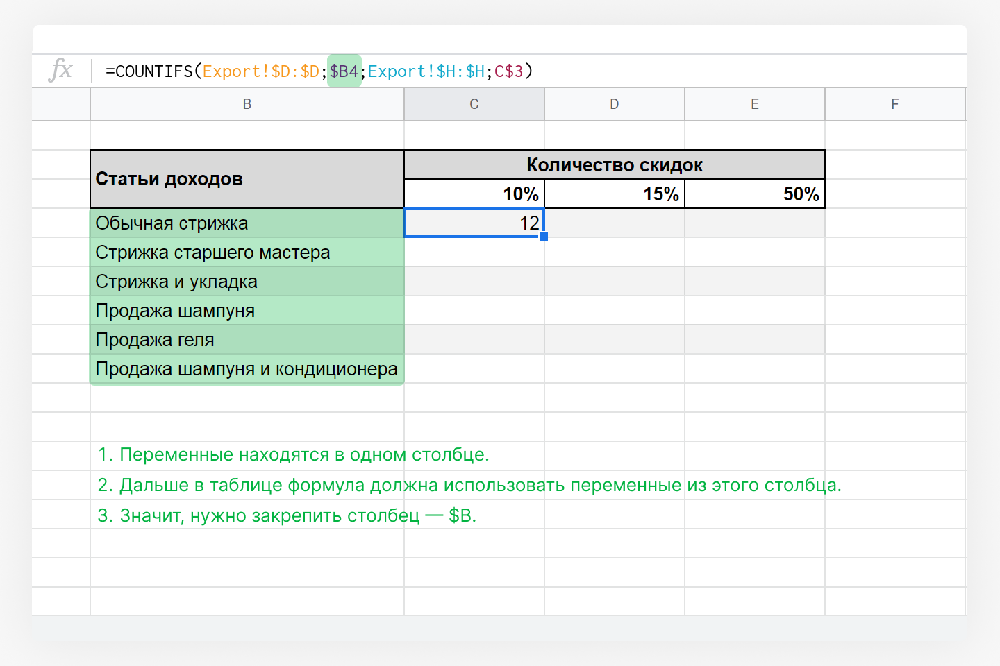 fx =COUNTIFS(Export!$D:$D;$B4;Export!$H:$H;C$3)
B C D E F
Статьи доходов
Количество скидок
10% 15% 50%
Обычная стрижка 12
Стрижка старшего мастера
Стрижка и укладка
Продажа шампуня
Продажа геля
Продажа шампуня и кондиционера
1. Переменные находятся в одном столбце.
2. Дальше в таблице формула должна использовать переменные из этого столбца.
3. Значит, нужно закрепить столбец — $B.